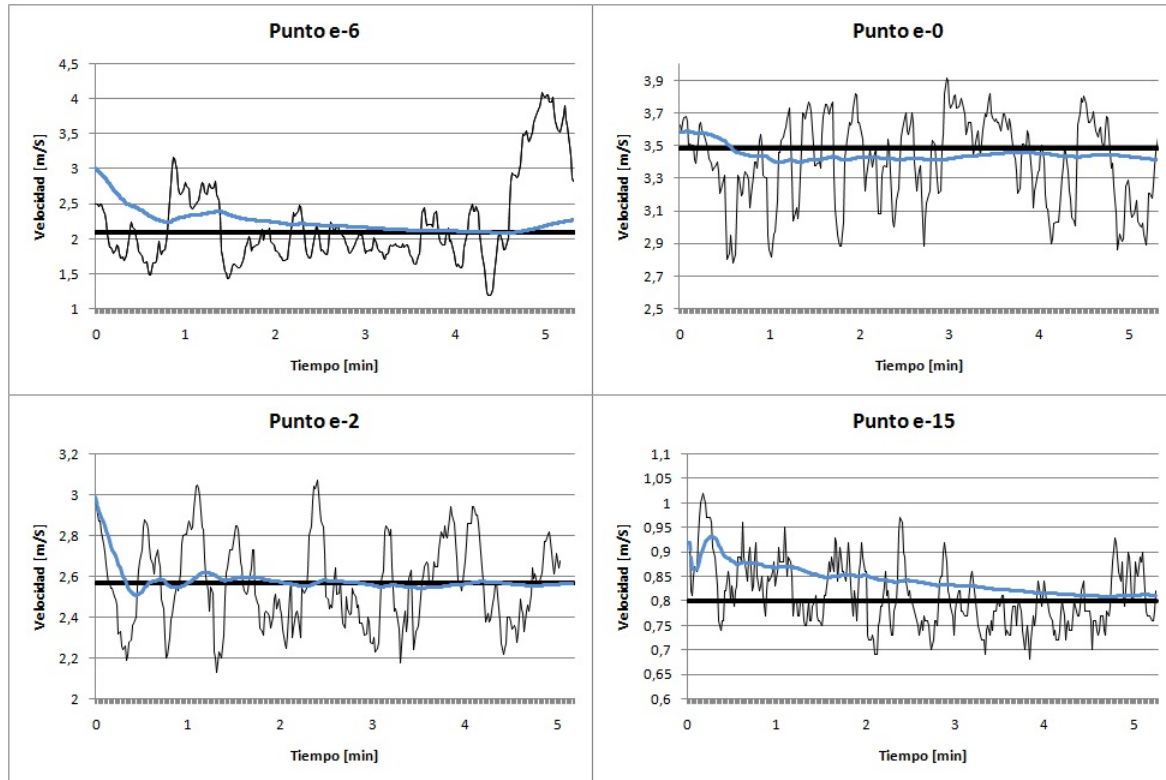 Punto e-6
4,5
4
3,5
3
2,5
2
1,5
1
Velocidad [m/S]
0 1 2 3 4 5
Tiempo [min]
Punto e-0
3,9
3,7
3,5
3,3
3,1
2,9
2,7
2,5
Velocidad [m/S]
0 1 2 3 4 5
Tiempo [min]
Punto e-2
3,2
3
2,8
2,6
2,4
2,2
2
Velocidad [m/S]
0 1 2 3 4 5
Tiempo [min]
Punto e-15
1,1
1,05
1
0,95
0,9
0,85
0,8
0,75
0,7
0,65
0,6
Velocidad [m/S]
0 1 2 3 4 5
Tiempo [min]